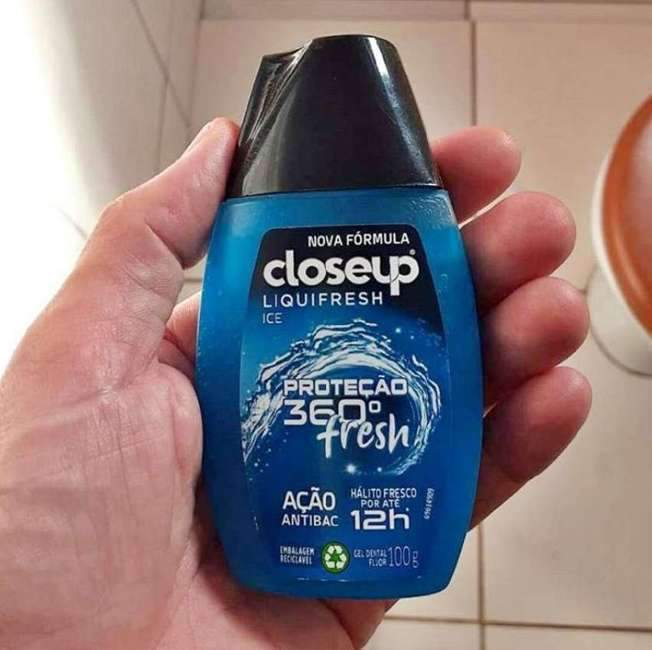 NOVA FÓRMULA
closeup®
LIQUIFRESH
ICE
PROTEÇÃO
360º
fresh
AÇÃO
ANTIBAC
HÁLITO FRESCO
POR ATÉ
12h
EMBALAGEM
RECICLÁVEL
GEL DENTAL
FLÚOR 100g